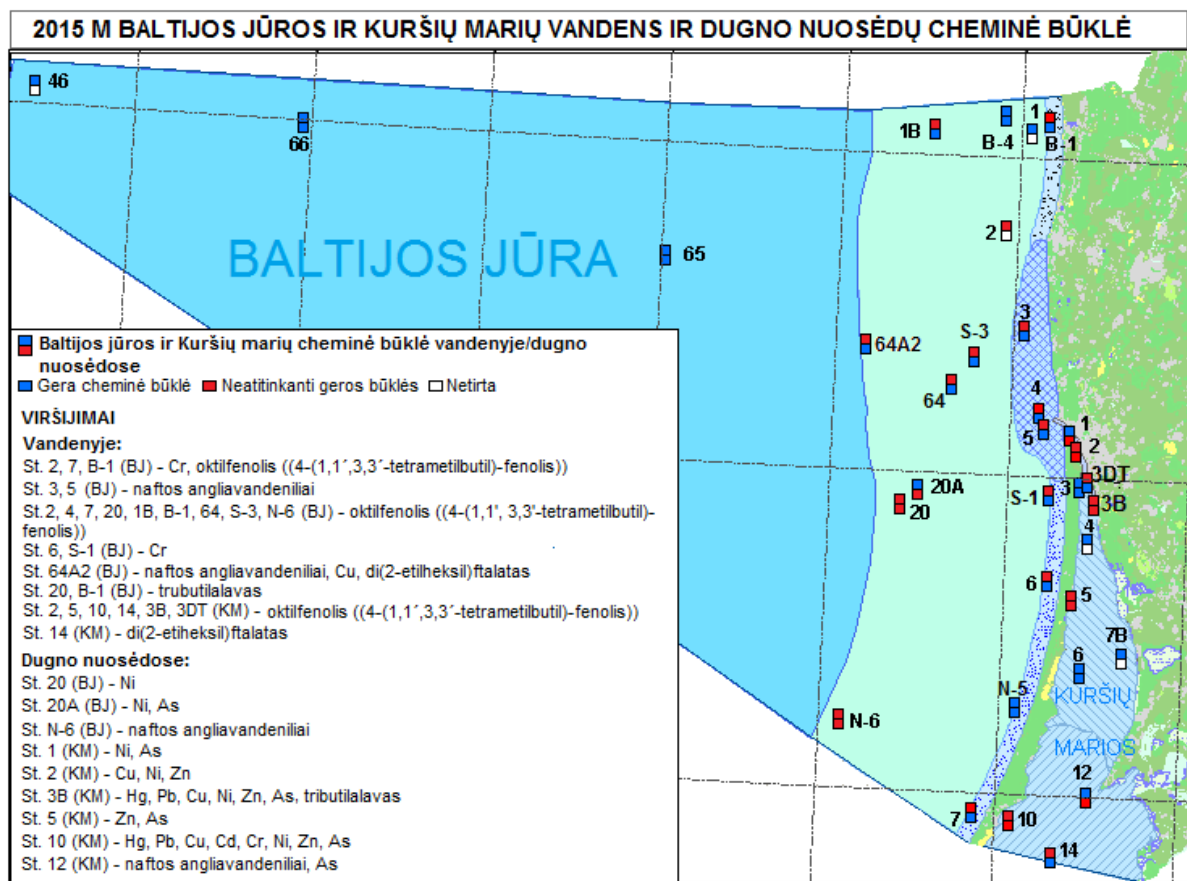 2015 M BALTIJOS JŪROS IR KURŠIŲ MARIŲ VANDENS IR DUGNO NUOSĖDŲ CHEMINĖ BŪKLĖ
46
66
1B
B-4
1
B-1
2
BALTIJOS JŪRA
65
3
S-3
64A2
64
4
5
1
2
3DT
3
3B
20A
20
S-1
4
6
5
7B
6
N-5
KURŠIŲ
MARIOS
N-6
12
7
10
14
Baltijos jūros ir Kuršių marių cheminė būklė vandenyje/dugno
nuosėdose
Gera cheminė būklė Neatitinkanti geros būklės Netirta
VIRŠIJIMAI
Vandenyje:
St. 2, 7, B-1 (BJ) - Cr, oktilfenolis ((4-(1,1´,3,3´-tetrametilbutil)-fenolis))
St. 3, 5 (BJ) - naftos angliavandeniliai
St.2, 4, 7, 20, 1B, B-1, 64, S-3, N-6 (BJ) - oktilfenolis ((4-(1,1', 3,3'-tetrametilbutil)-
fenolis))
St. 6, S-1 (BJ) - Cr
St. 64A2 (BJ) - naftos angliavandeniliai, Cu, di(2-etilheksil)ftalatas
St. 20, B-1 (BJ) - trubutilalavas
St. 2, 5, 10, 14, 3B, 3DT (KM) - oktilfenolis ((4-(1,1´,3,3´-tetrametilbutil)-fenolis))
St. 14 (KM) - di(2-etiheksil)ftalatas
Dugno nuosėdose:
St. 20 (BJ) - Ni
St. 20A (BJ) - Ni, As
St. N-6 (BJ) - naftos angliavandeniliai
St. 1 (KM) - Ni, As
St. 2 (KM) - Cu, Ni, Zn
St. 3B (KM) - Hg, Pb, Cu, Ni, Zn, As, tributilalavas
St. 5 (KM) - Zn, As
St. 10 (KM) - Hg, Pb, Cu, Cd, Cr, Ni, Zn, As
St. 12 (KM) - naftos angliavandeniliai, As